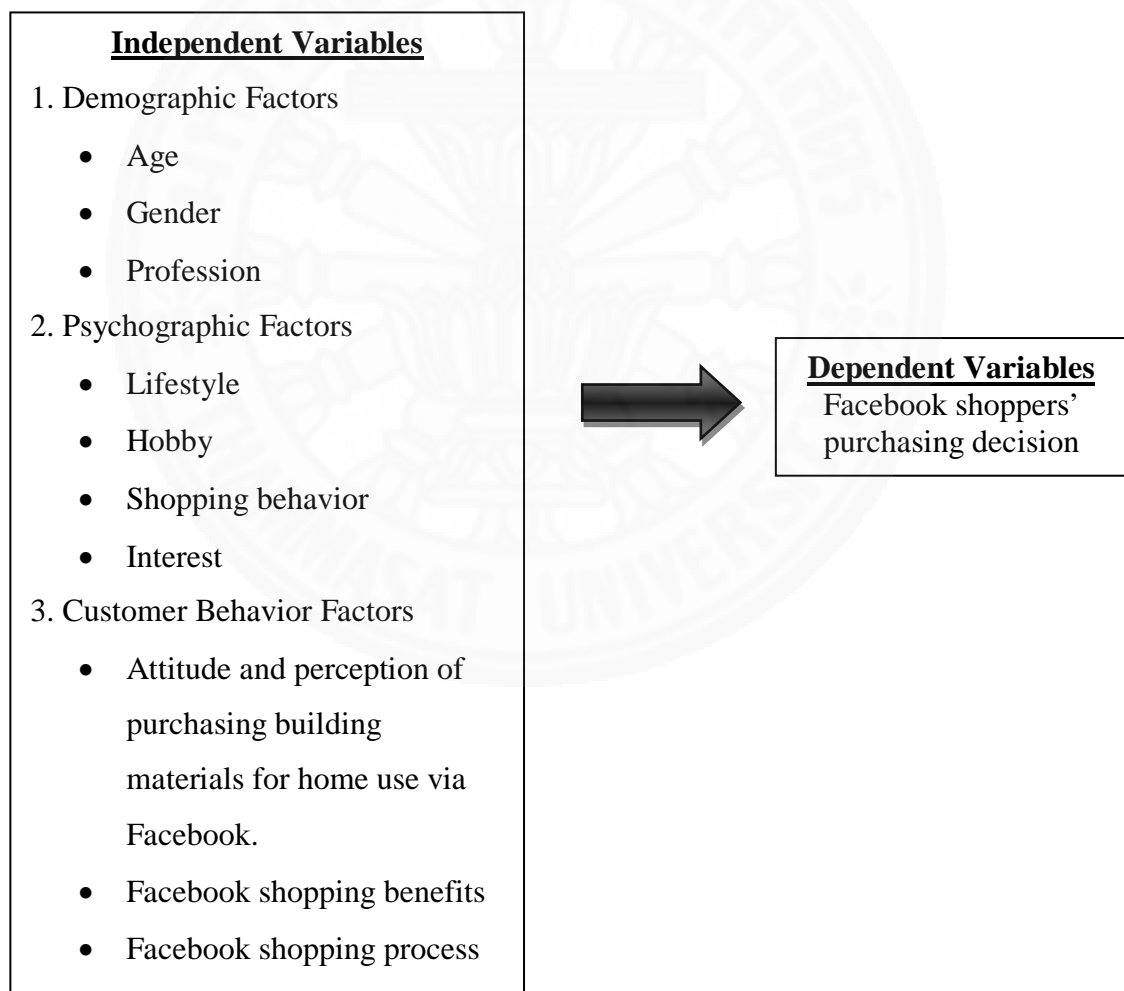 Independent Variables
1. Demographic Factors
• Age
• Gender
• Profession
2. Psychographic Factors
• Lifestyle
• Hobby
• Shopping behavior
• Interest
3. Customer Behavior Factors
• Attitude and perception of
purchasing building
materials for home use via
Facebook.
• Facebook shopping benefits
• Facebook shopping process
Dependent Variables
Facebook shoppers’
purchasing decision
UNIVERS